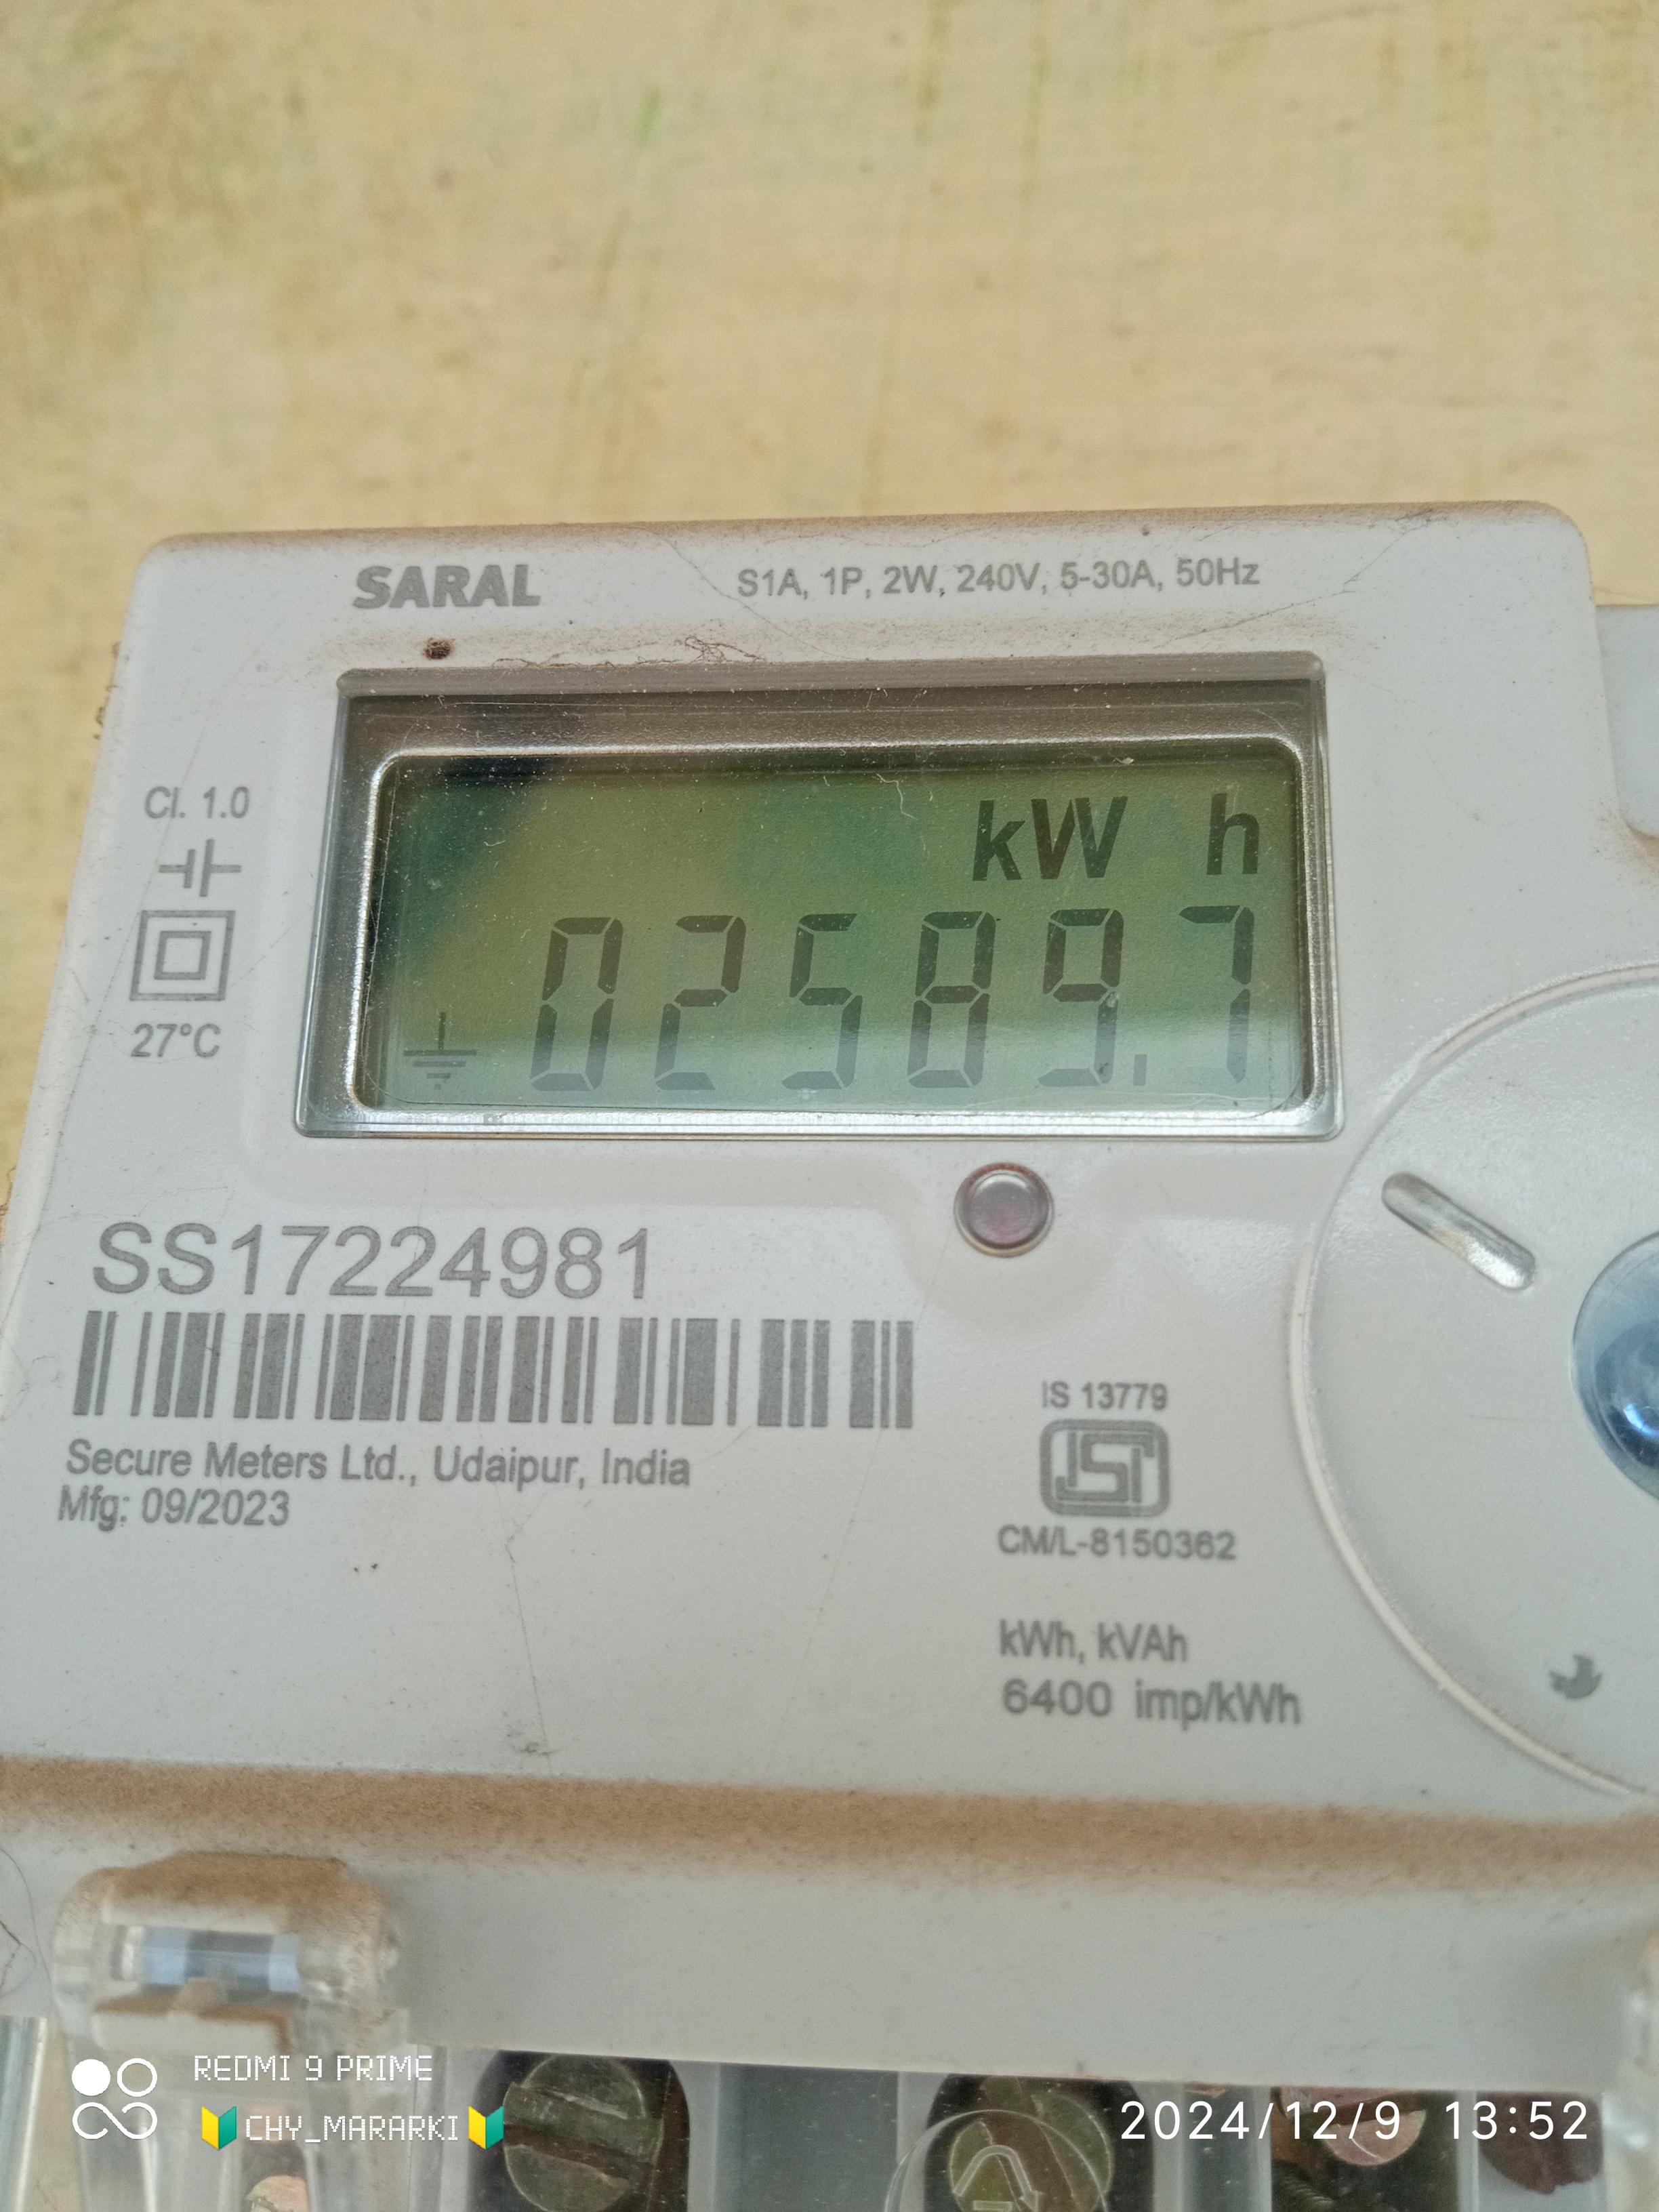 SARAL
S1A, 1P, 2W, 240V, 5-30A, 50Hz
Cl. 1.0
27°C
kW h
02589.7
SS17224981
Secure Meters Ltd., Udaipur, India
Mfg: 09/2023
IS 13779
ISI
CM/L-8150362
kWh, kVAh
6400 imp/kWh
REDMI 9 PRIME
🔰CHY_MARARKI🔰
2024/12/9 13:52